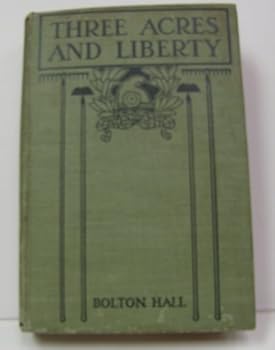 THREE ACRES
AND LIBERTY
BOLTON HALL